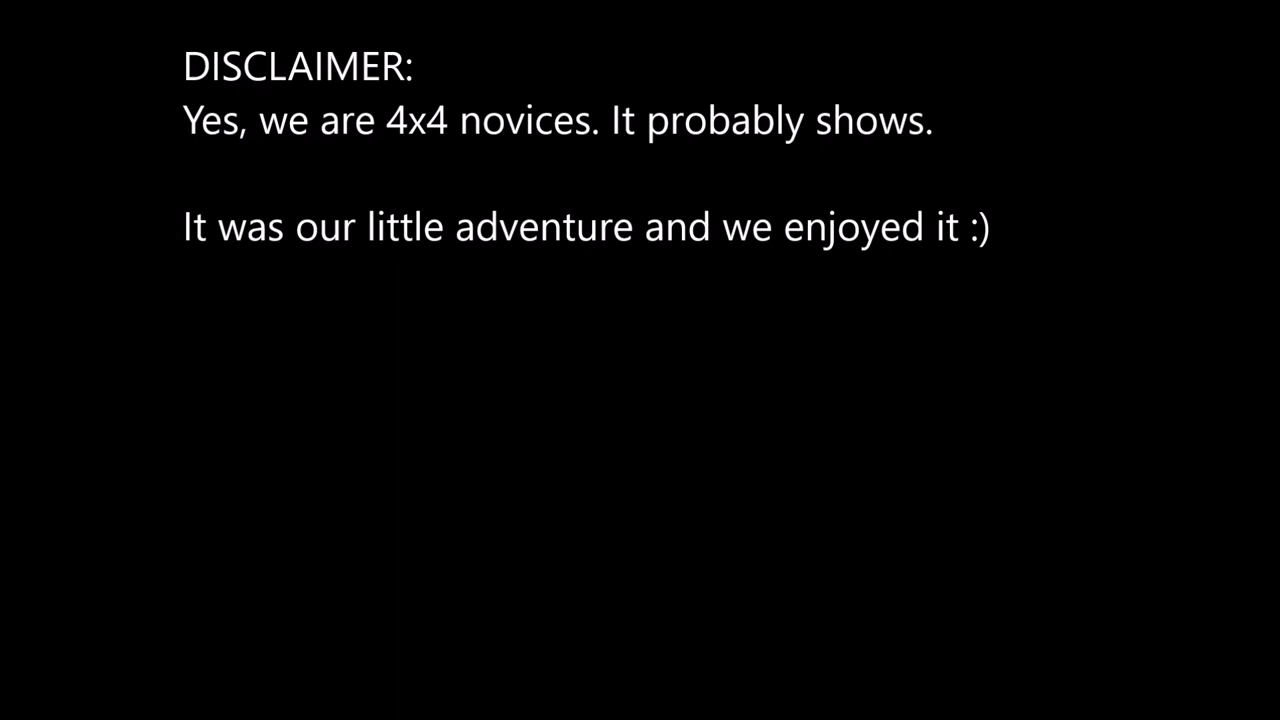 DISCLAIMER:
Yes, we are 4x4 novices. It probably shows.
It was our little adventure and we enjoyed it :)